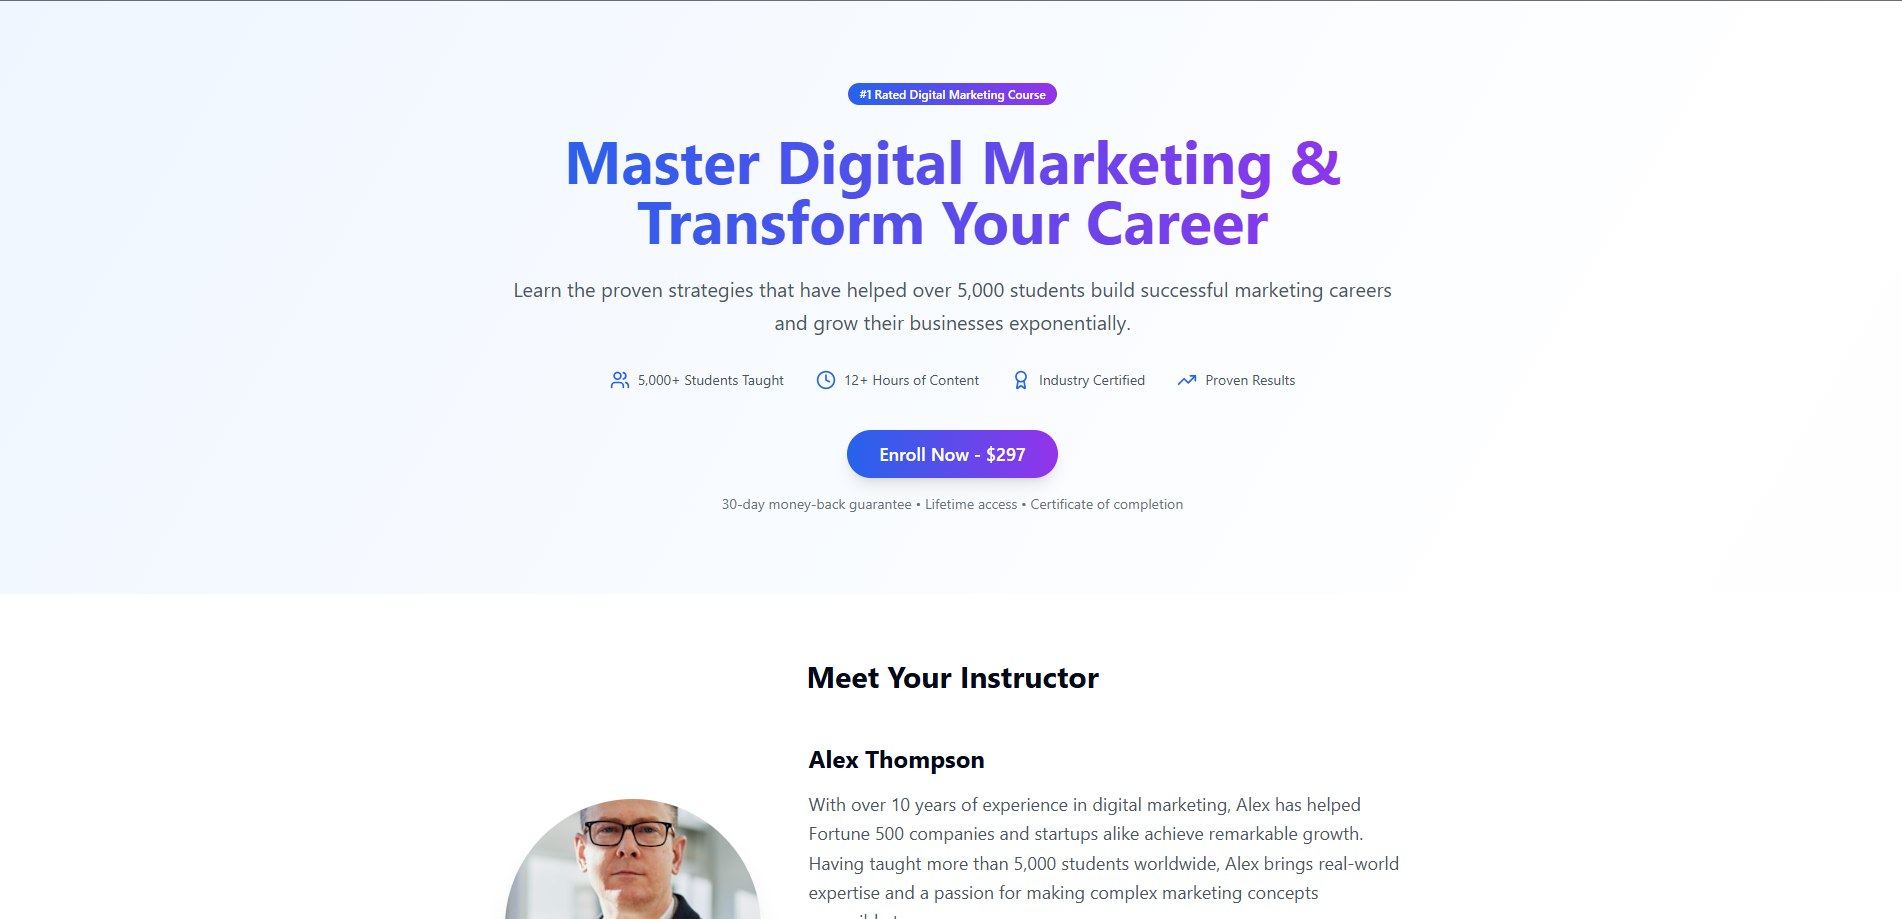 #1 Rated Digital Marketing Course
Master Digital Marketing &
Transform Your Career
Learn the proven strategies that have helped over 5,000 students build successful marketing careers
and grow their businesses exponentially.
5,000+ Students Taught
12+ Hours of Content
Industry Certified
Proven Results
Enroll Now - $297
30-day money-back guarantee • Lifetime access • Certificate of completion
Meet Your Instructor
Alex Thompson
With over 10 years of experience in digital marketing, Alex has helped
Fortune 500 companies and startups alike achieve remarkable growth.
Having taught more than 5,000 students worldwide, Alex brings real-world
expertise and a passion for making complex marketing concepts